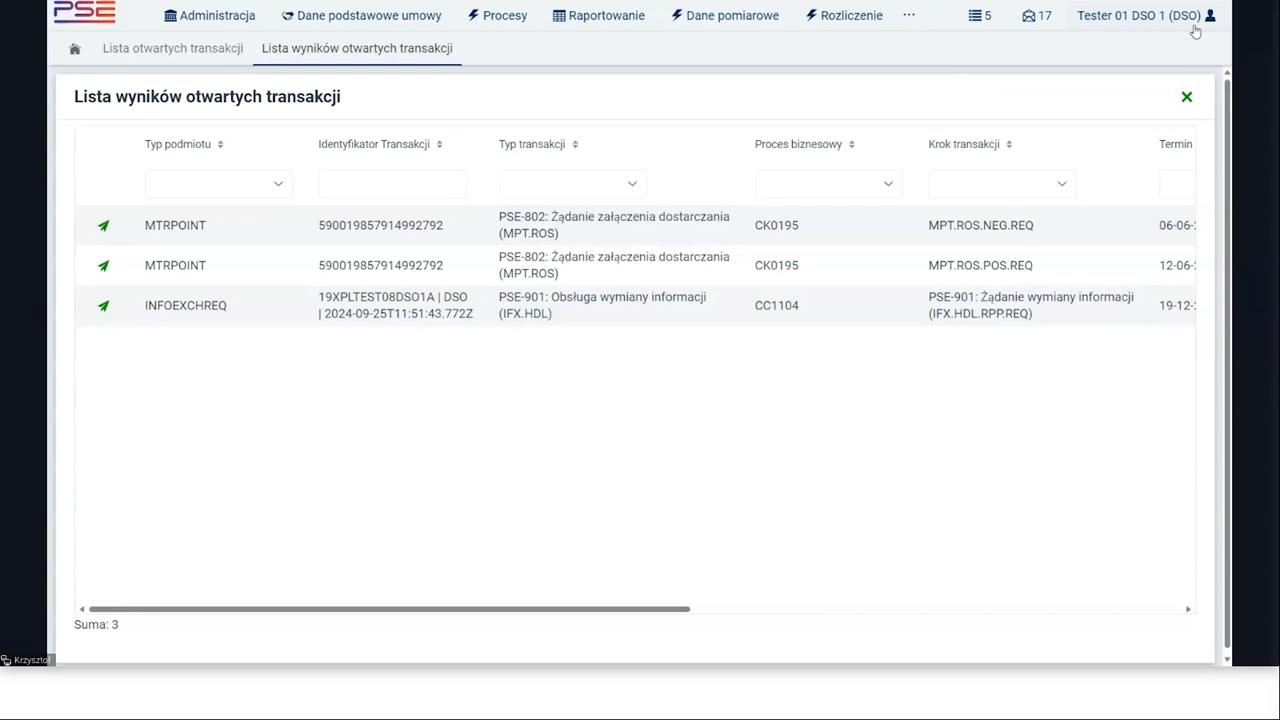 PSE
Administracja Dane podstawowe umowy Procesy Raportowanie Dane pomiarowe Rozliczenie ... 5 17 Tester 01 DSO 1 (DSO)
Lista otwartych transakcji Lista wyników otwartych transakcji
Lista wyników otwartych transakcji
Typ podmiotu Identyfikator Transakcji Typ transakcji Proces biznesowy Krok transakcji Termin
MTRPOINT 590019857914992792 PSE-802: Żądanie załączenia dostarczania CK0195 MPT.ROS.NEG.REQ 06-06-
(MPT.ROS)
MTRPOINT 590019857914992792 PSE-802: Żądanie załączenia dostarczania CK0195 MPT.ROS.POS.REQ 12-06-
(MPT.ROS)
INFOEXCHREQ 19XPLTEST08DSO1A | DSO PSE-901: Obsługa wymiany informacji CC1104 PSE-901: Żądanie wymiany informacji 19-12-
| 2024-09-25T11:51:43.772Z (IFX.HDL) (IFX.HDL.RPP.REQ)
Suma: 3
Krzysztof